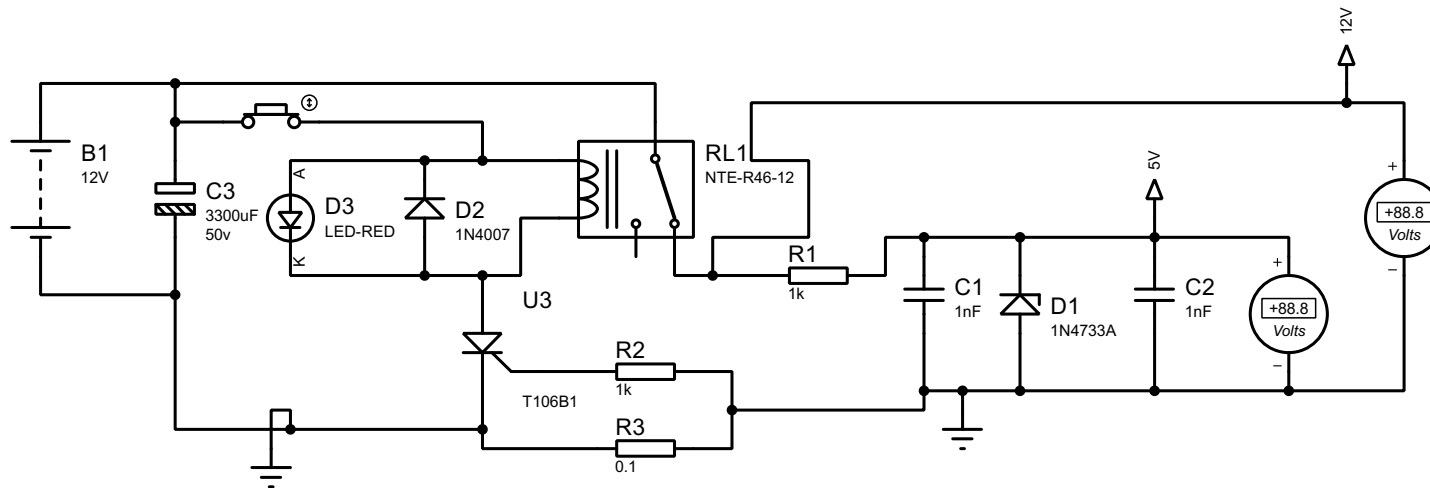 B1
12V
C3
3300uF
50v
A
K
D3
LED-RED
D2
1N4007
RL1
NTE-R46-12
U3
T106B1
R1
1k
R2
1k
R3
0.1
C1
1nF
D1
1N4733A
C2
1nF
5V
12V
+
+88.8
Volts
−
+
+88.8
Volts
−